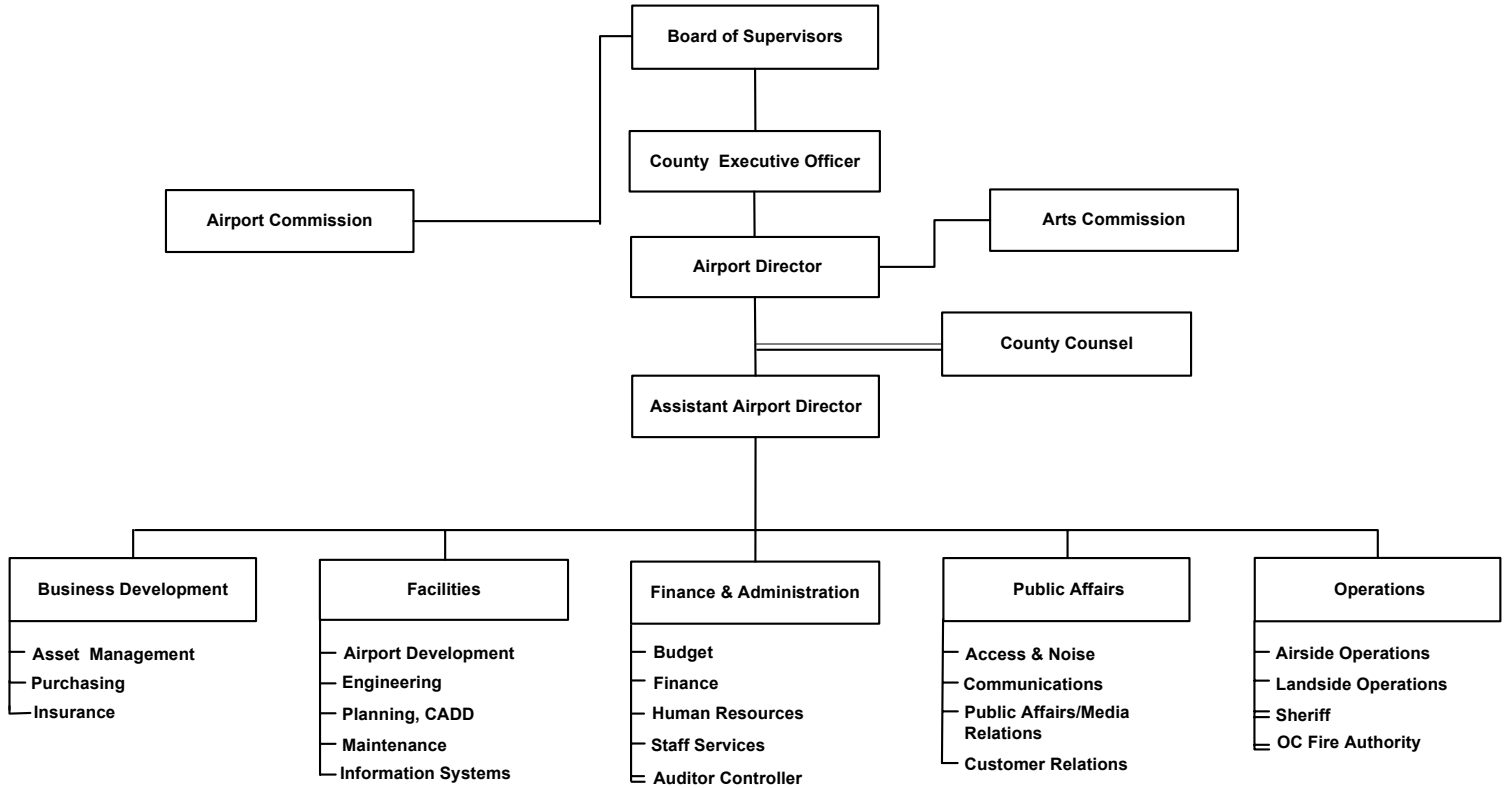 Board of Supervisors
County Executive Officer
Airport Commission
Arts Commission
Airport Director
County Counsel
Assistant Airport Director
Business Development
Asset Management
Purchasing
Insurance
Facilities
Airport Development
Engineering
Planning, CADD
Maintenance
Information Systems
Finance & Administration
Budget
Finance
Human Resources
Staff Services
Auditor Controller
Public Affairs
Access & Noise
Communications
Public Affairs/Media
Relations
Customer Relations
Operations
Airside Operations
Landside Operations
Sheriff
OC Fire Authority